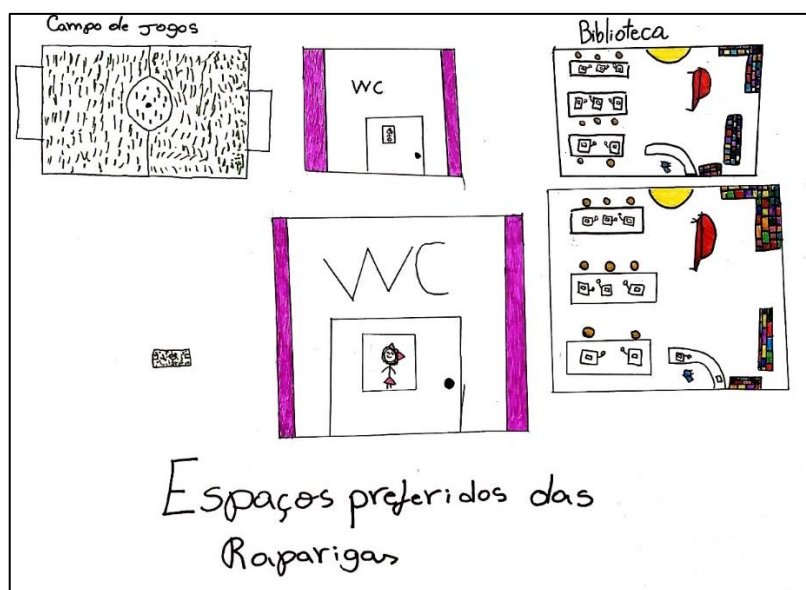 Campo de Jogos
WC
Biblioteca
WC
Espaços preferidos das
Raparigas